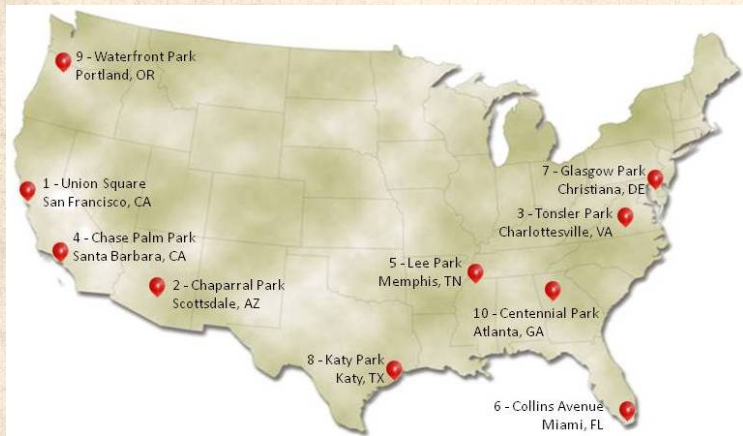 9 - Waterfront Park
Portland, OR
1 - Union Square
San Francisco, CA
7 - Glasgow Park
Christiana, DE
3 - Tonsler Park
Charlottesville, VA
4 - Chase Palm Park
Santa Barbara, CA
5 - Lee Park
Memphis, TN
2 - Chaparral Park
Scottsdale, AZ
10 - Centennial Park
Atlanta, GA
8 - Katy Park
Katy, TX
6 - Collins Avenue
Miami, FL